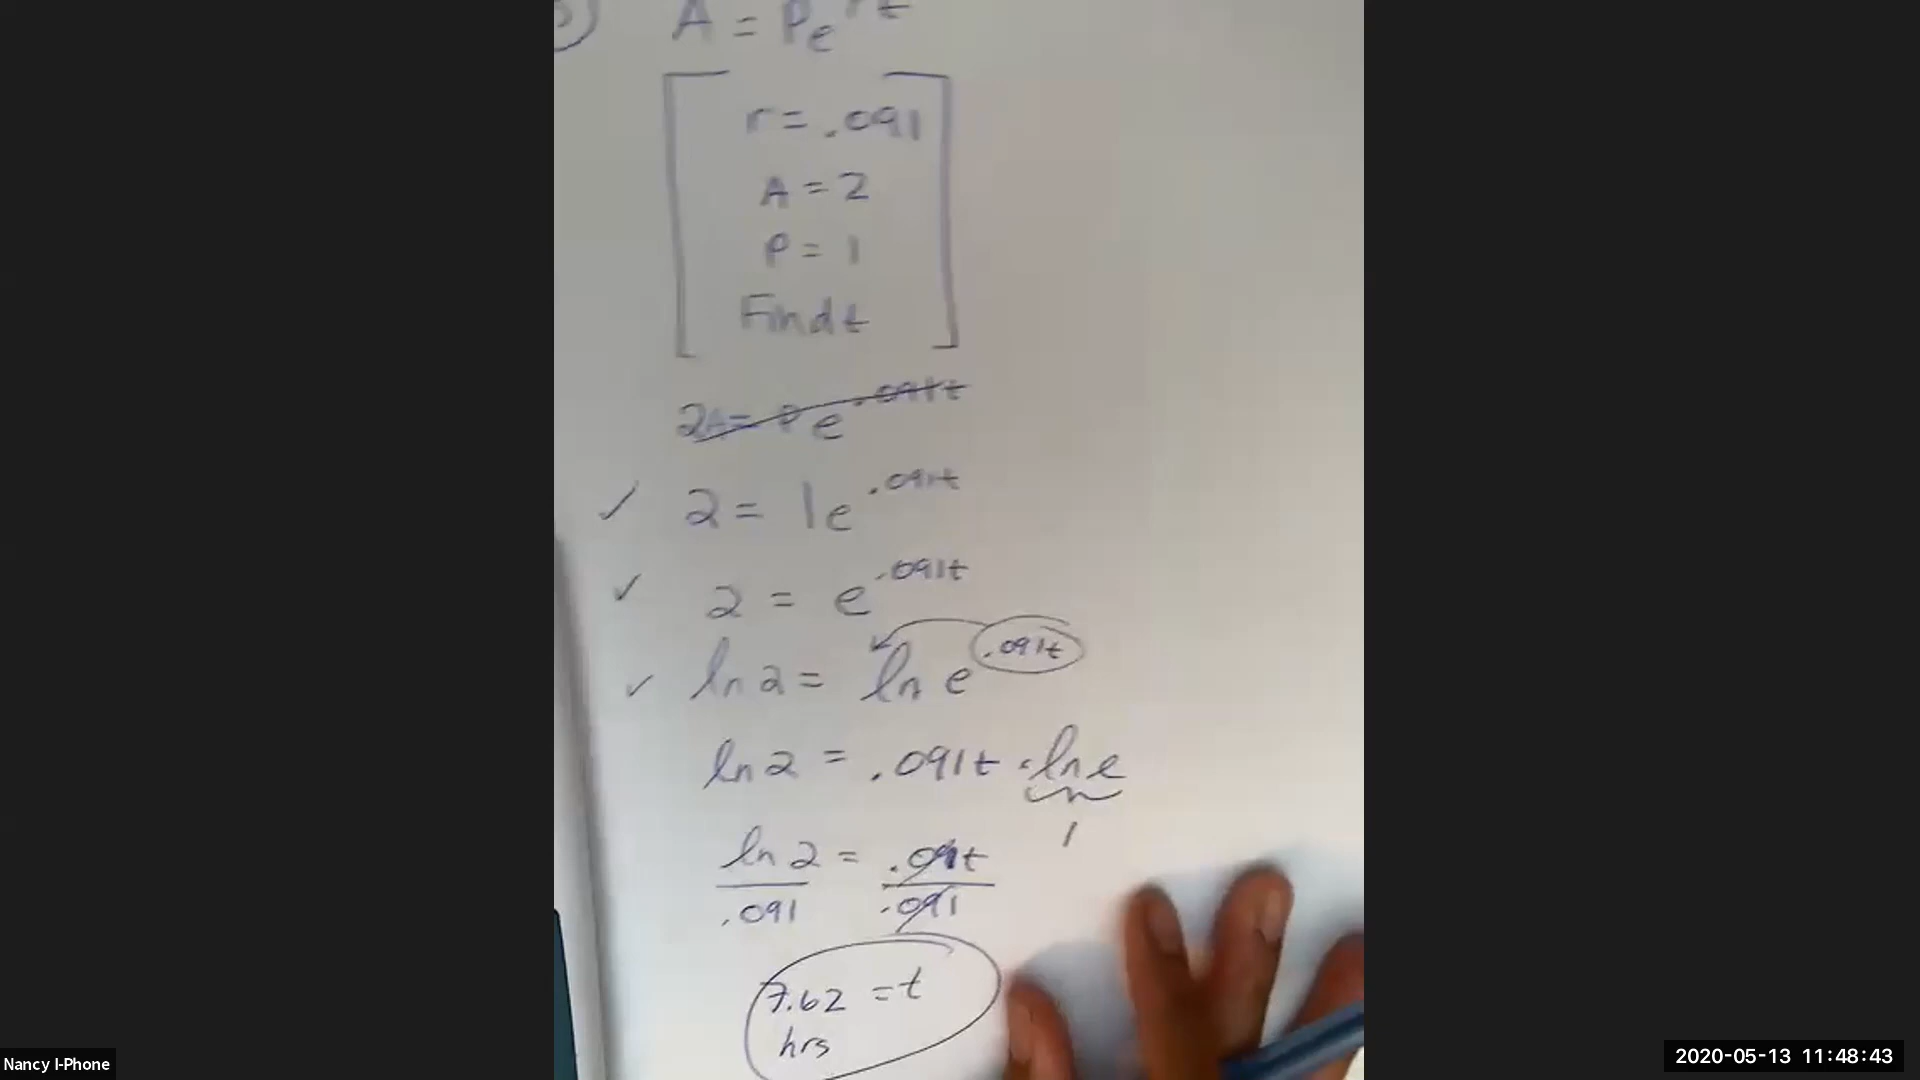 A = Pe^rt
r = .091
A = 2
P = 1
Find t
2A = Pe^.091t
✓ 2 = 1e^.091t
✓ 2 = e^.091t
✓ ln 2 = ln e^.091t
ln 2 = .091t · ln e
1
ln 2 = .091t
.091 .091
7.62 = t
hrs
Nancy I-Phone
2020-05-13 11:48:43